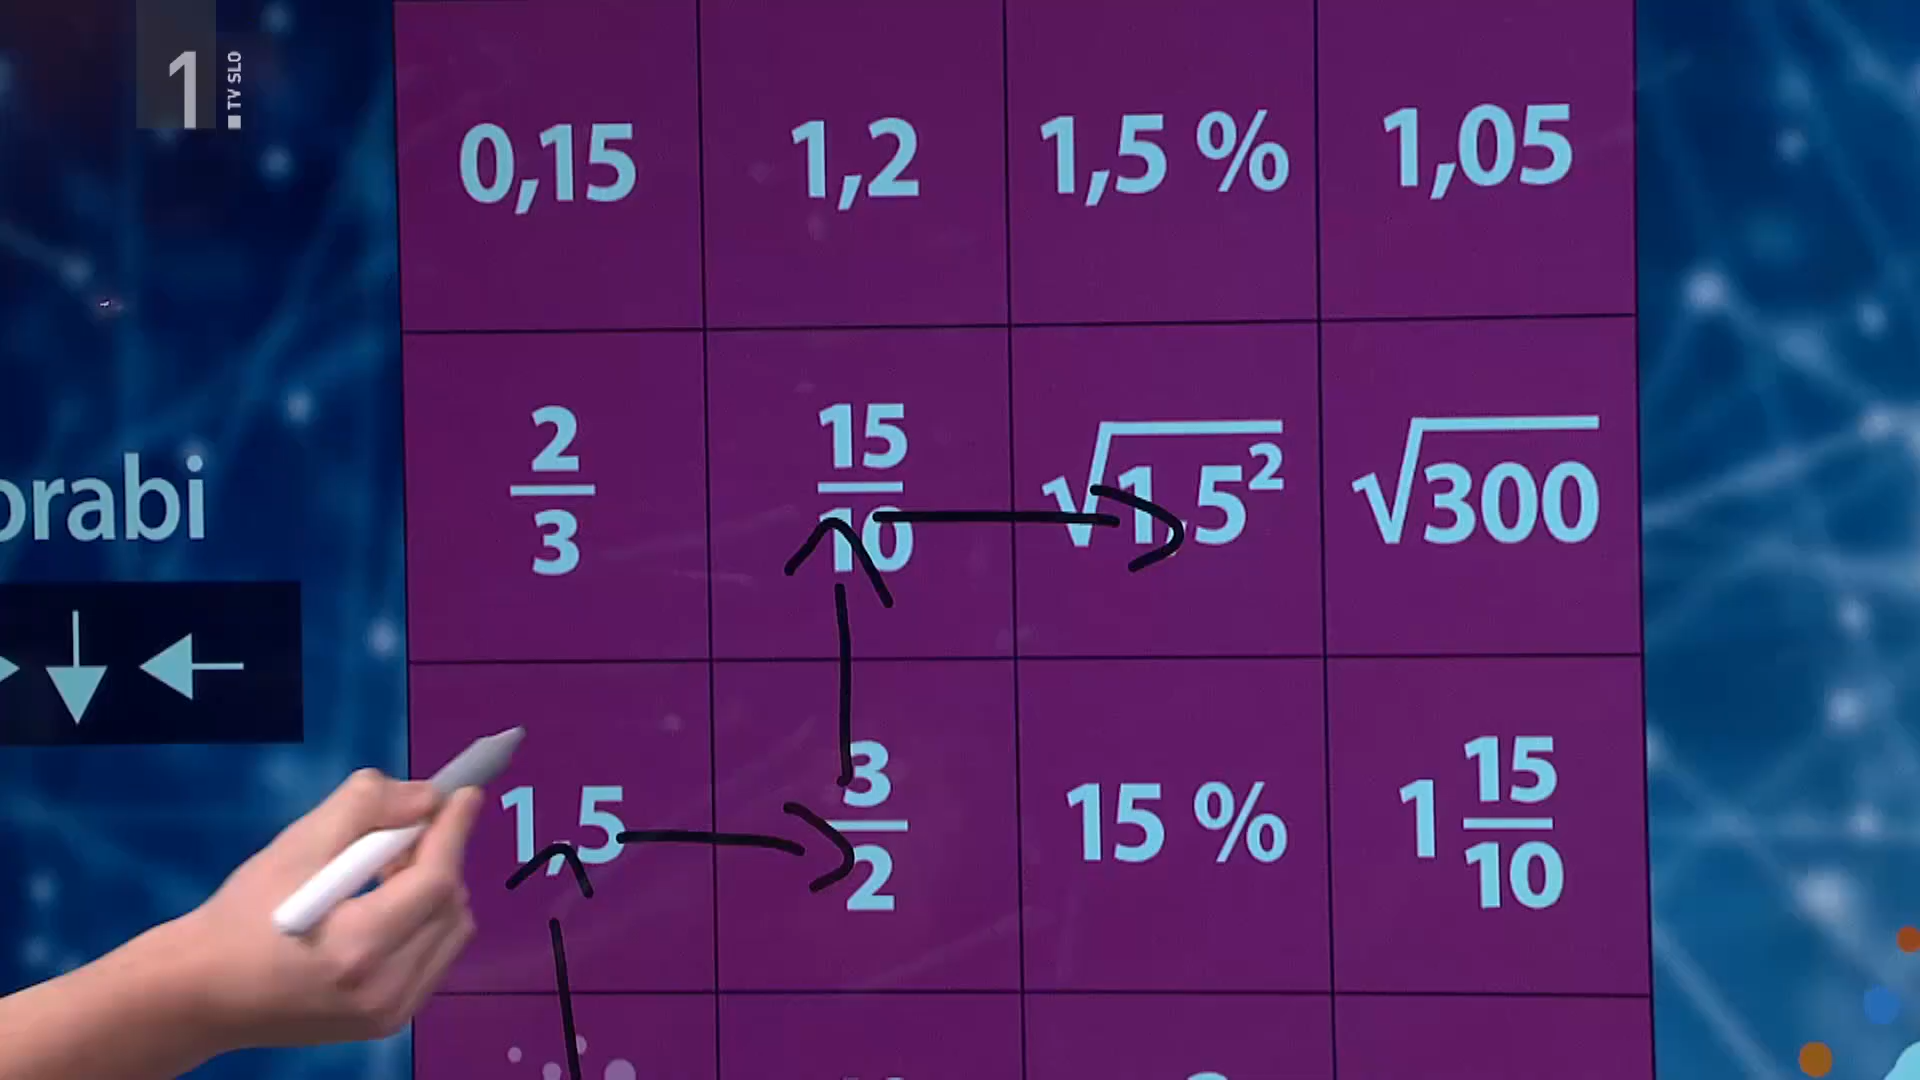 1
TV SLO
0,15 1,2 1,5 % 1,05
2/3 15/10 √1,5² √300
orabi
1,5 3/2 15 % 1 15/10